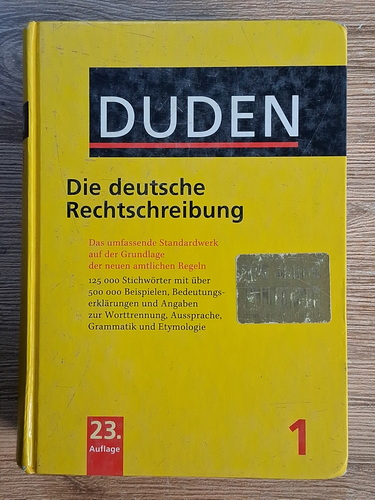 DUDEN
Die deutsche
Rechtschreibung
Das umfassende Standardwerk
auf der Grundlage
der neuen amtlichen Regeln
125 000 Stichwörter mit über
500 000 Beispielen, Bedeutungs-
erklärungen und Angaben
zur Worttrennung, Aussprache,
Grammatik und Etymologie
23.
Auflage
1